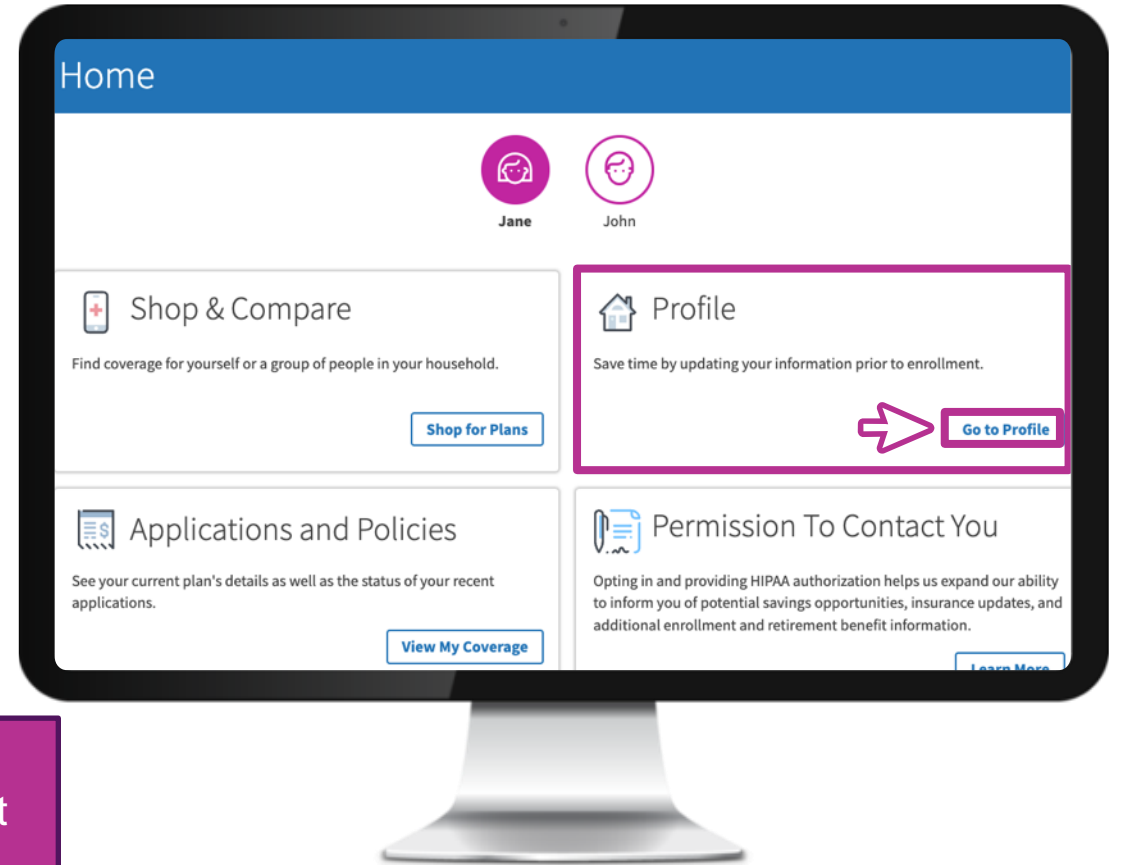 Home
Jane
John
Shop & Compare
Find coverage for yourself or a group of people in your household.
Shop for Plans
Profile
Save time by updating your information prior to enrollment.
Go to Profile
Applications and Policies
See your current plan's details as well as the status of your recent
applications.
View My Coverage
Permission To Contact You
Opting in and providing HIPAA authorization helps us expand our ability
to inform you of potential savings opportunities, insurance updates, and
additional enrollment and retirement benefit information.
Learn More